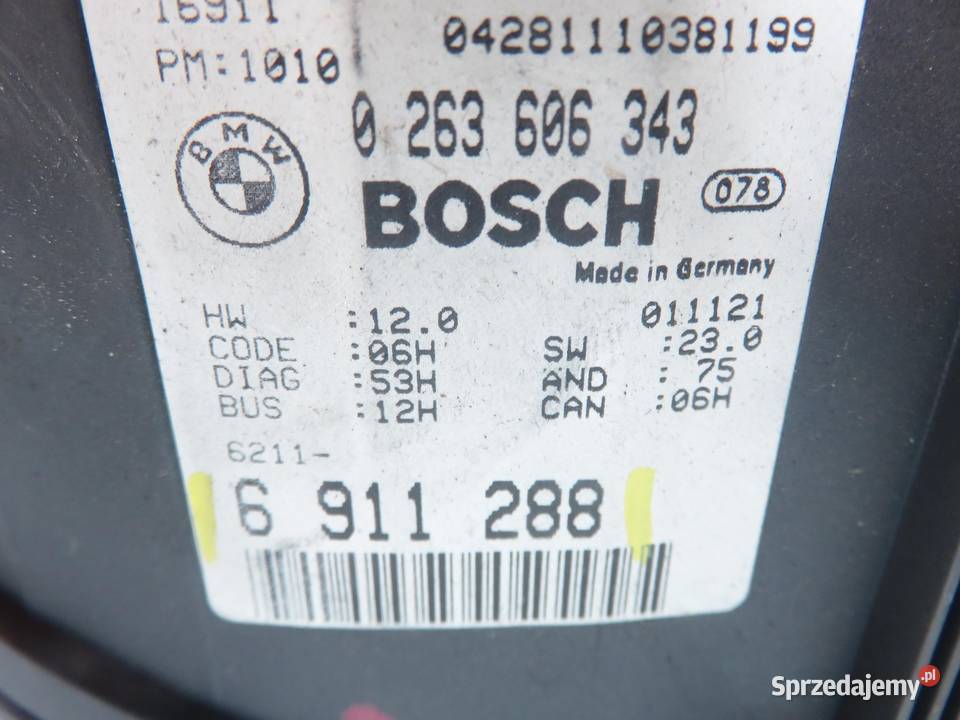 16911
04281110381199
PM:1010
0 263 606 343
BMW
BOSCH 078
Made in Germany
HW :12.0 011121
CODE :06H SW :23.0
DIAG :53H AND : 75
BUS :12H CAN :06H
6211-
6 911 288
Sprzedajemy.pl